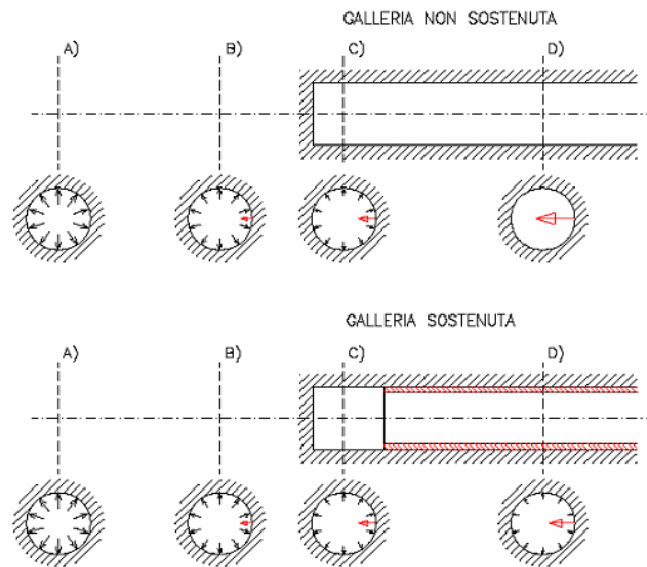 GALLERIA NON SOSTENUTA
A) B) C) D)
GALLERIA SOSTENUTA
A) B) C) D)